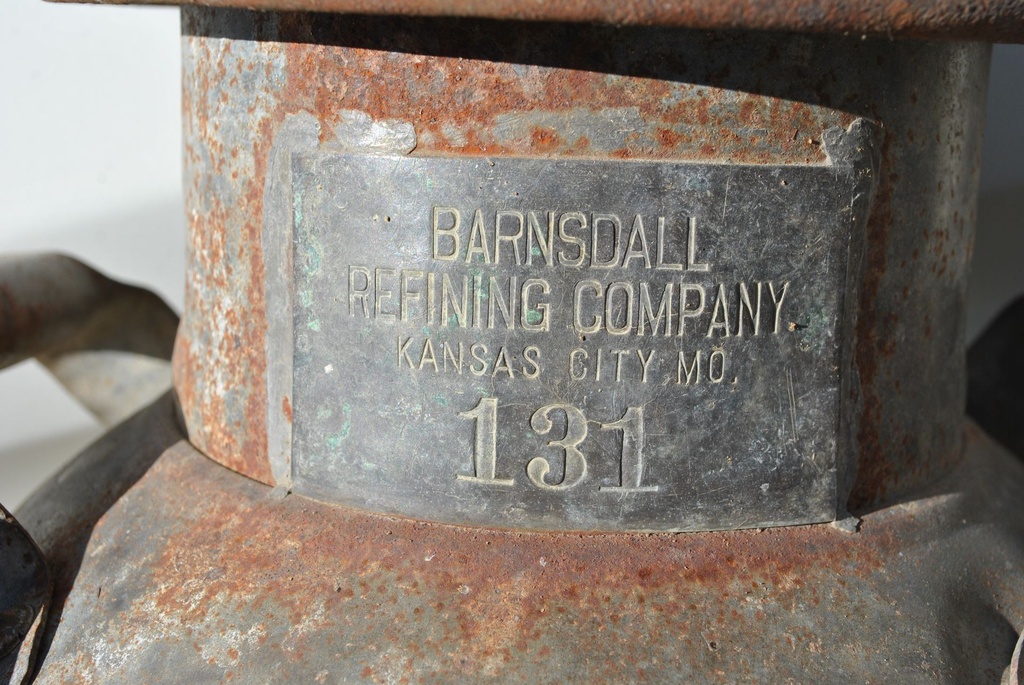 BARNSDALL
REFINING COMPANY
KANSAS CITY MO.
131